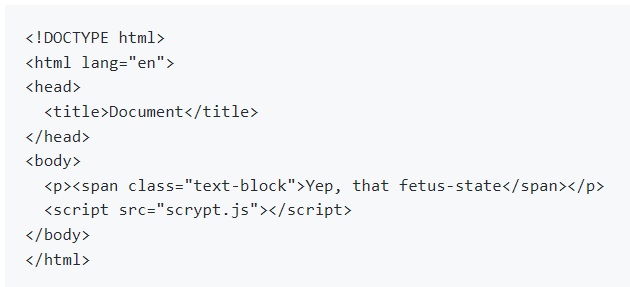 <!DOCTYPE html>
<html lang="en">
<head>
  <title>Document</title>
</head>
<body>
  <p><span class="text-block">Yep, that fetus-state</span></p>
  <script src="scrypt.js"></script>
</body>
</html>